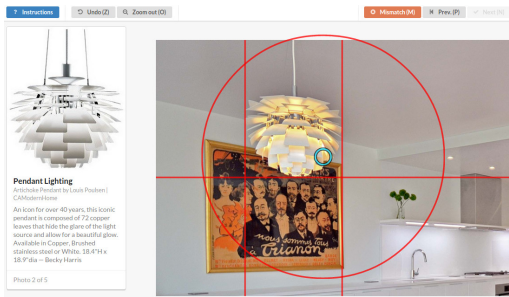 ? Instructions
Undo (Z)
Zoom out (O)
Mismatch (M)
Prev. (P)
Next (N)
Pendant Lighting
Artichoke Pendant by Louis Poulsen |
CAModernHome
An icon for over 40 years, this iconic
pendant is composed of 72 copper
leaves that hide the glare of the light
source and allow for a beautiful glow.
Available in Copper, Brushed
stainless steel or White, 18.4"H x
18.9"dia — Becky Harris
Photo 2 of 5
nous sommes tous
à Trianon